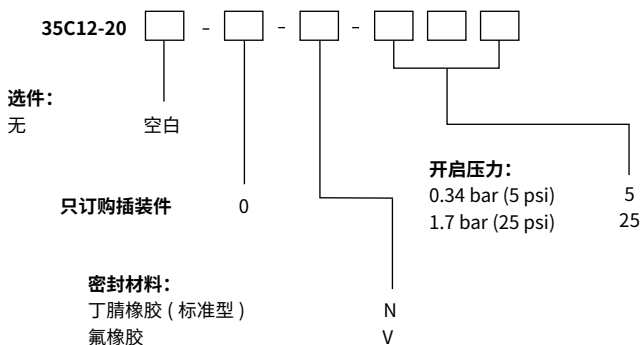 35C12-20 - - -
选件：
无 空白
只订购插装件 0
开启压力：
0.34 bar (5 psi) 5
1.7 bar (25 psi) 25
密封材料：
丁腈橡胶 ( 标准型 ) N
氟橡胶 V